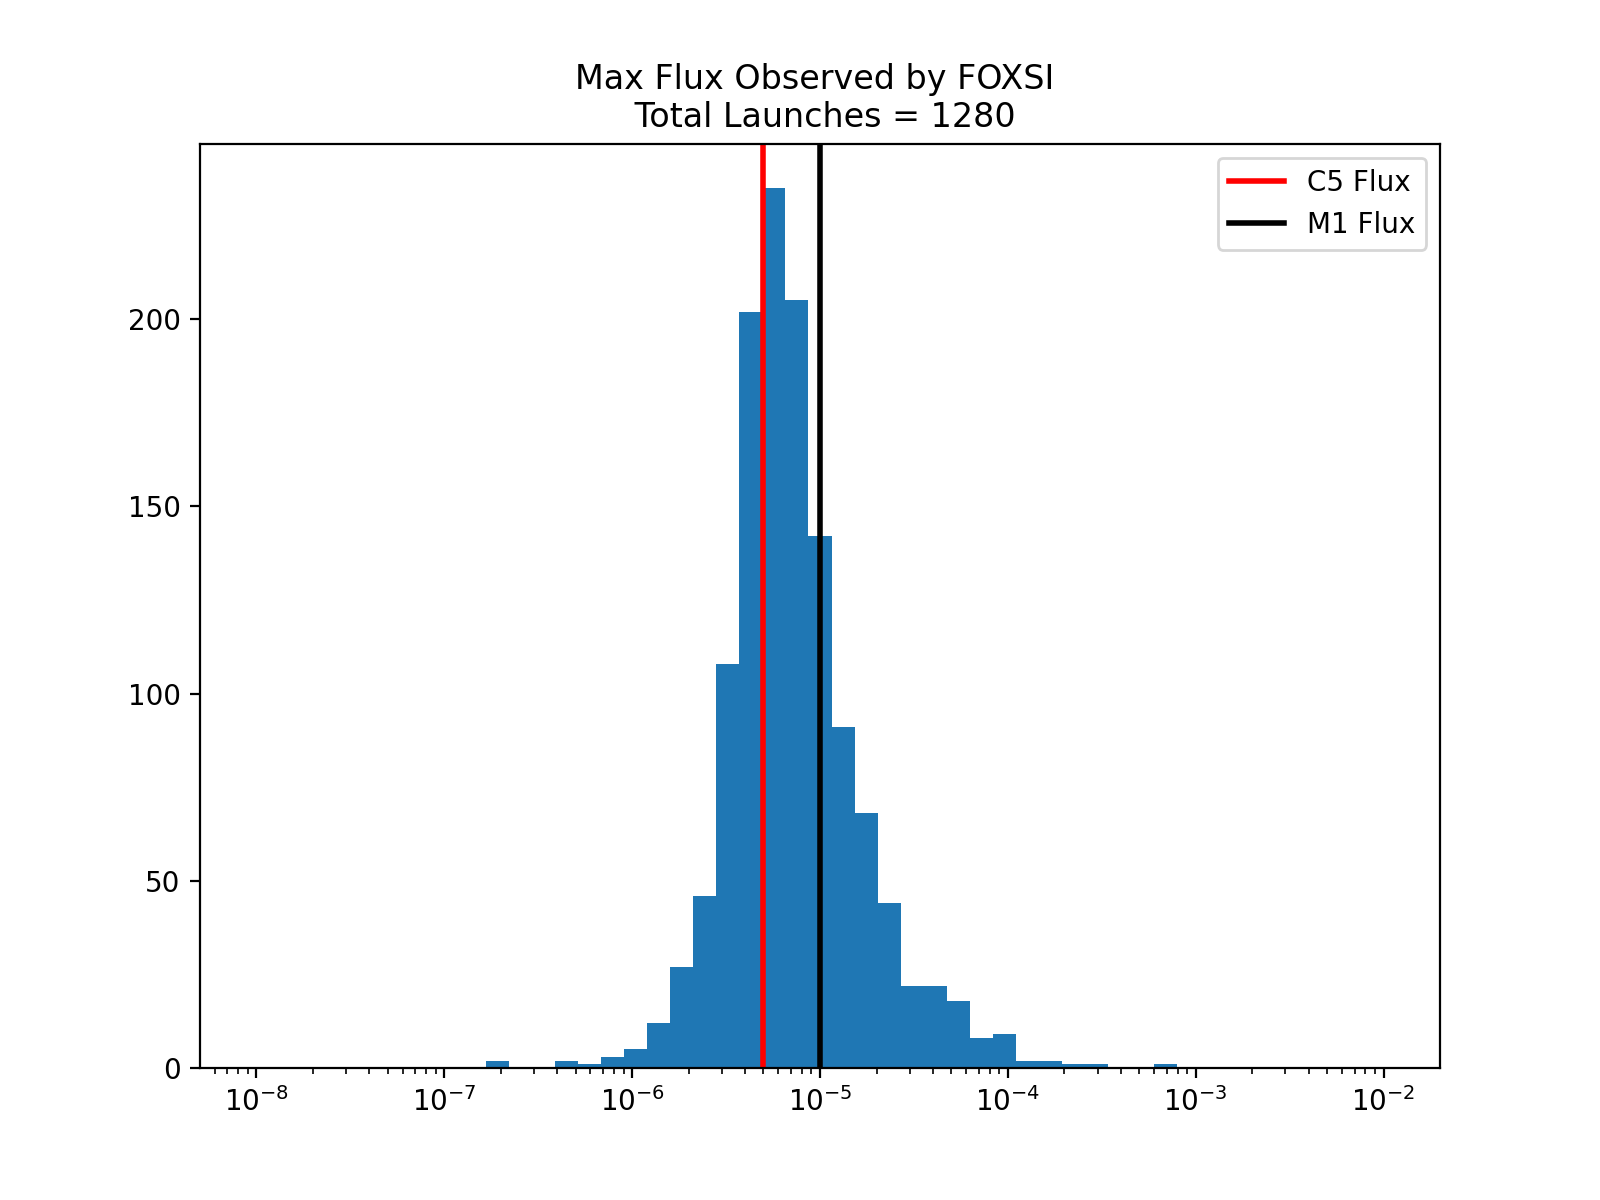 Max Flux Observed by FOXSI
Total Launches = 1280
C5 Flux
M1 Flux
200
150
100
50
0
10⁻⁸ 10⁻⁷ 10⁻⁶ 10⁻⁵ 10⁻⁴ 10⁻³ 10⁻²